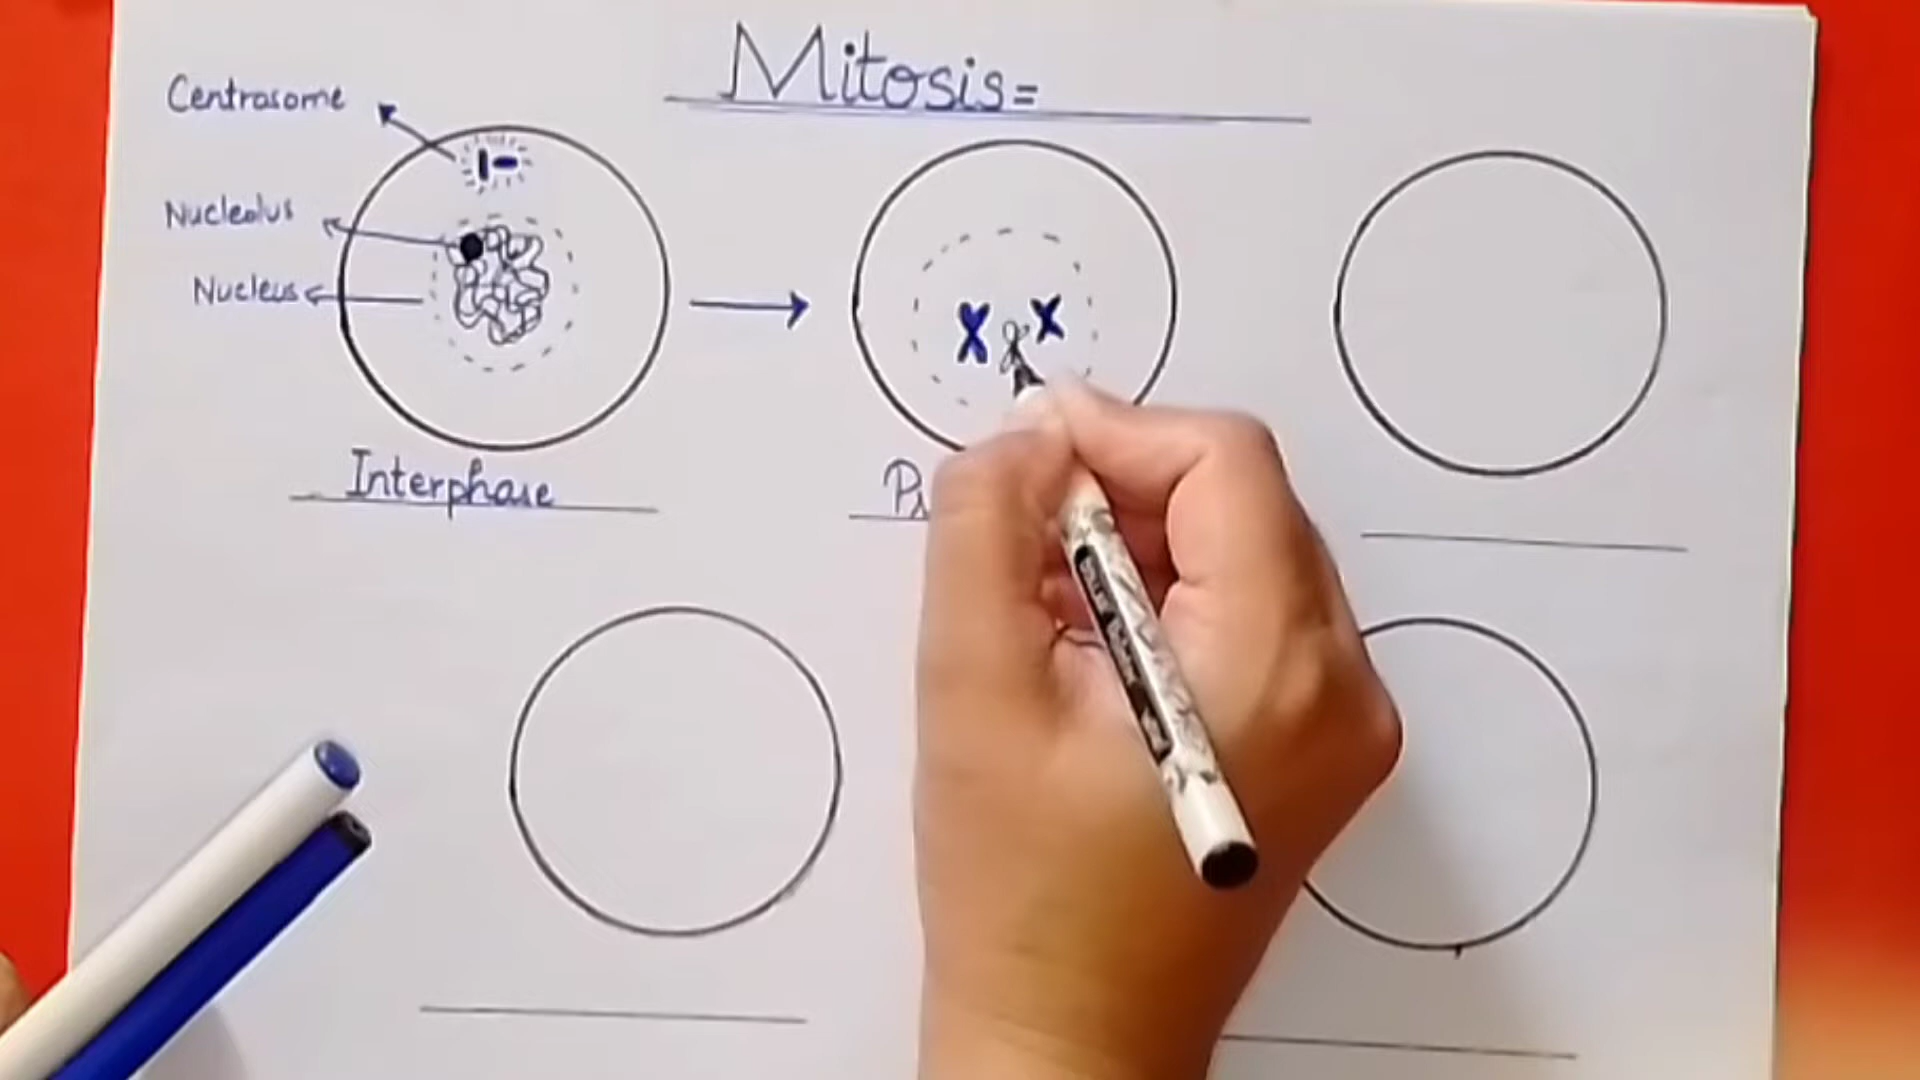 Mitosis=
Centrosome
Nucleolus
Nucleus
Interphase